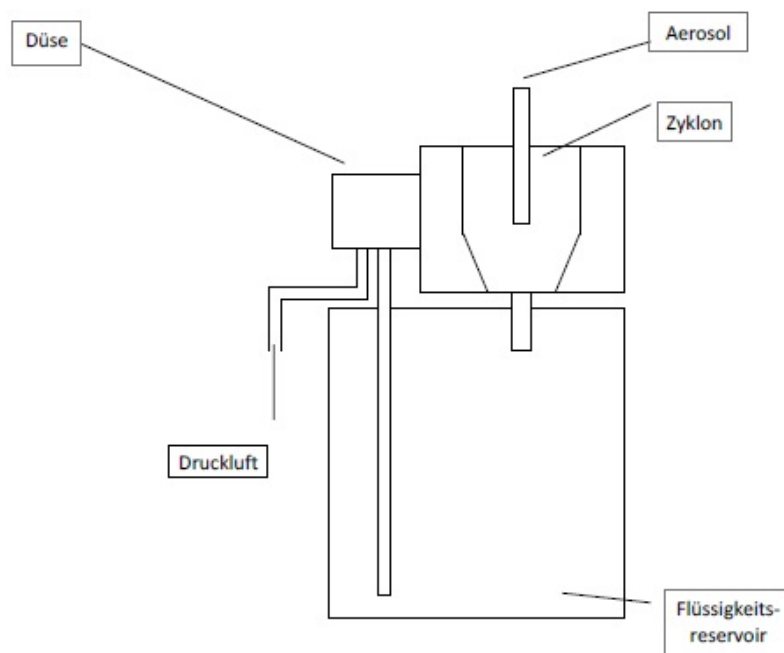 Düse
Aerosol
Zyklon
Druckluft
Flüssigkeits-
reservoir